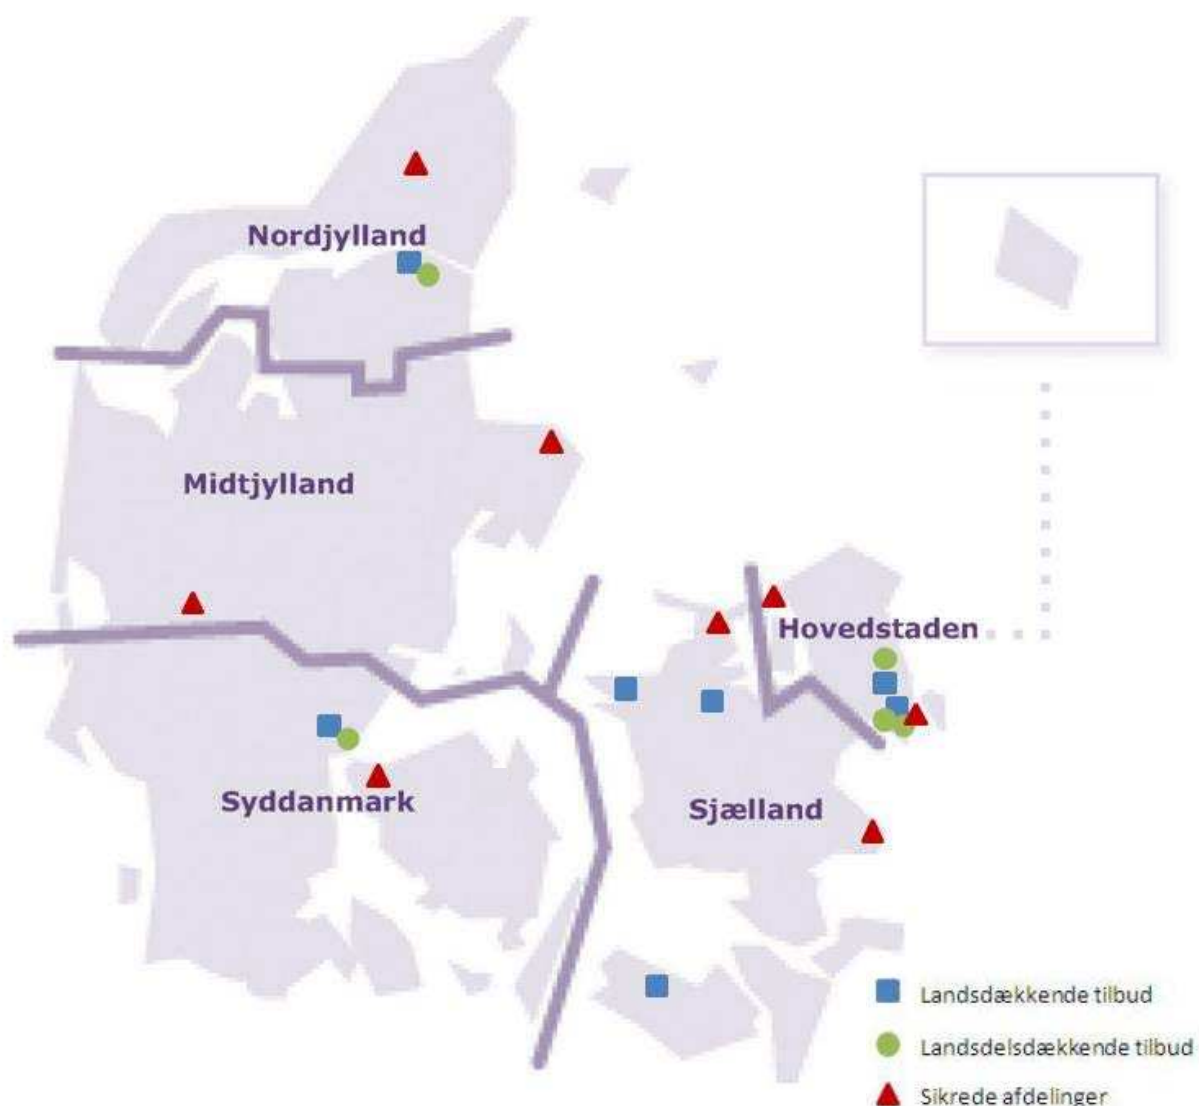 Nordjylland
Midtjylland
Hovedstaden
Syddanmark
Sjælland
Landsdækkende tilbud
Landsdelsdækkende tilbud
Sikrede afdelinger